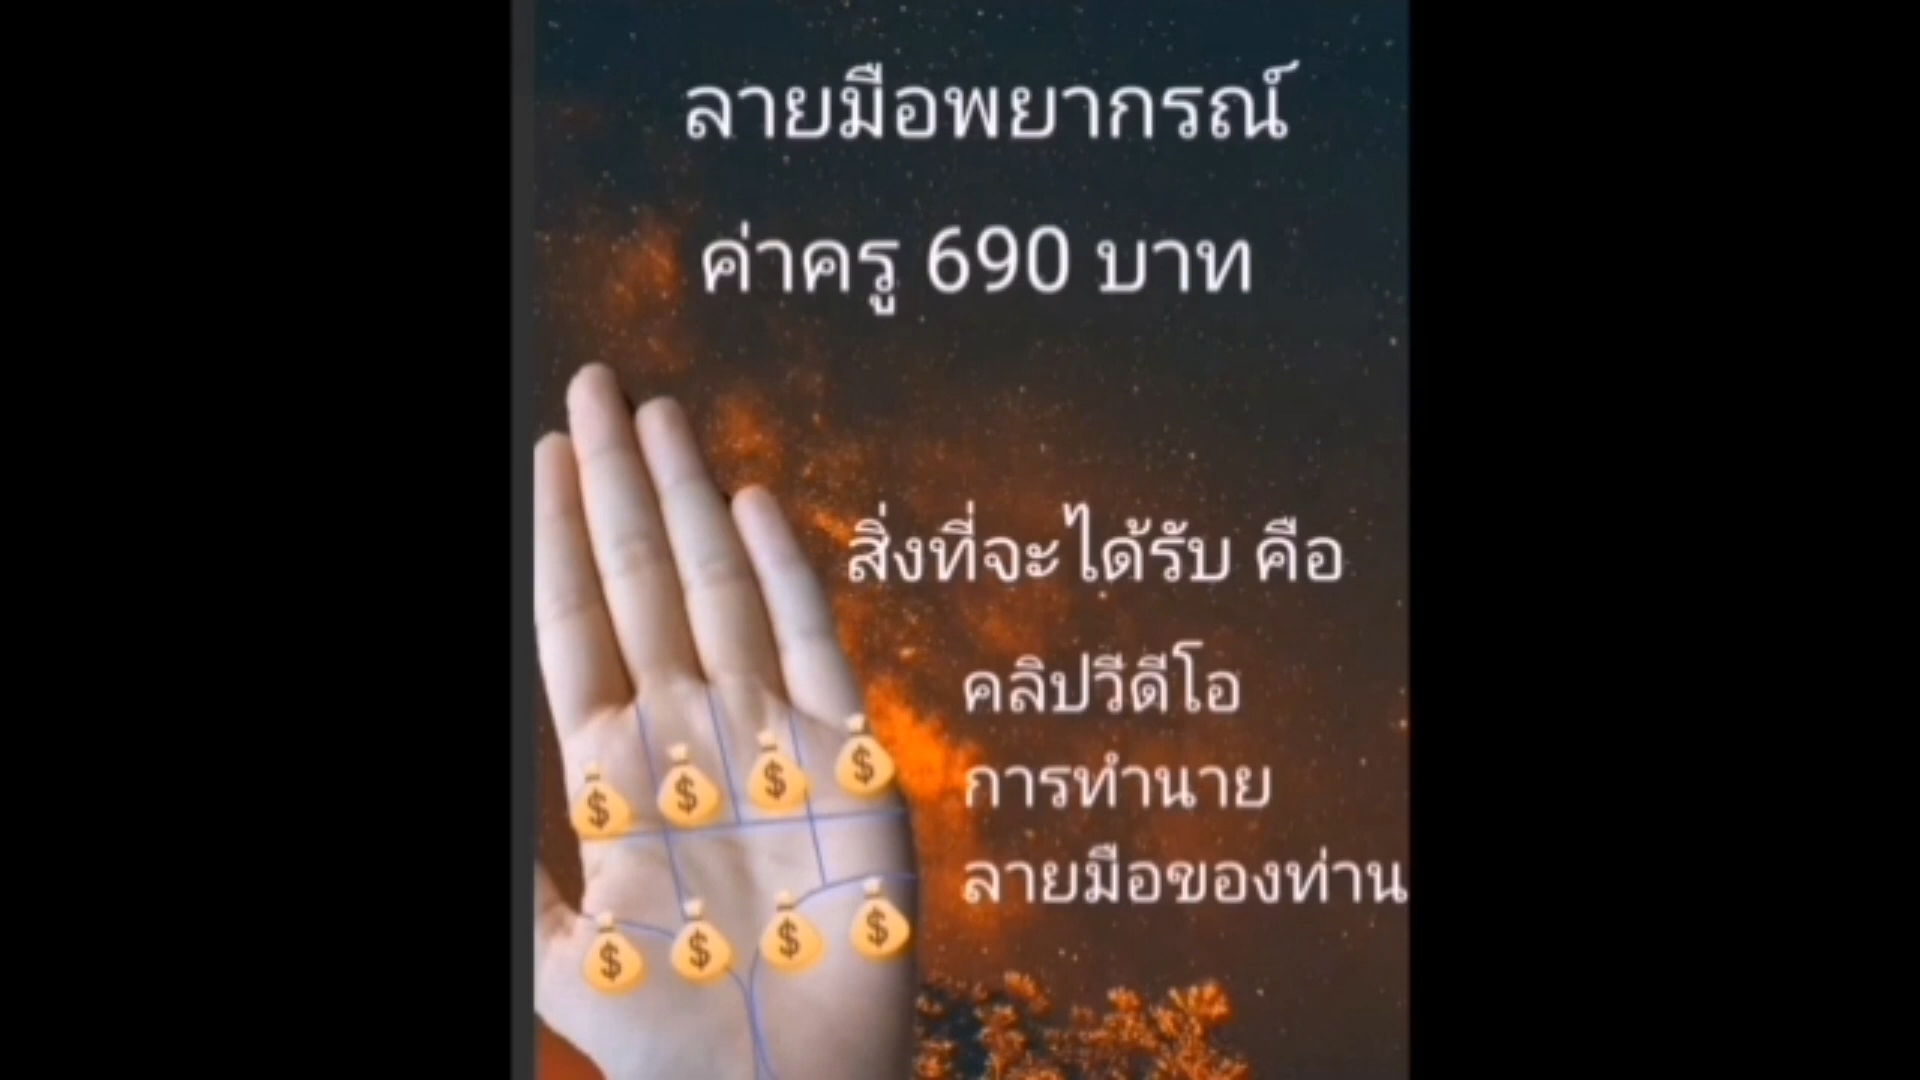 ลายมือพยากรณ์
ค่าครู 690 บาท
สิ่งที่จะได้รับ คือ
คลิปวีดีโอ
การทำนาย
ลายมือของท่าน
$ $ $ $
$ $ $ $